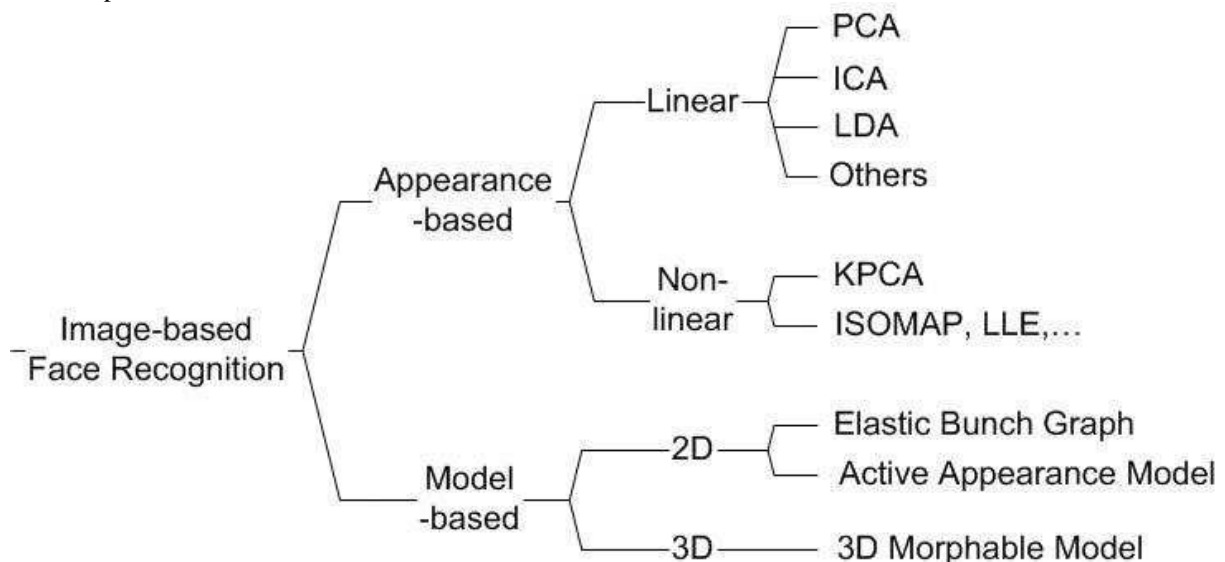 PCA
ICA
Linear
LDA
Others
Appearance
-based
KPCA
Non-
linear
ISOMAP, LLE,...
Image-based
Face Recognition
Elastic Bunch Graph
2D
Active Appearance Model
Model
-based
3D
3D Morphable Model